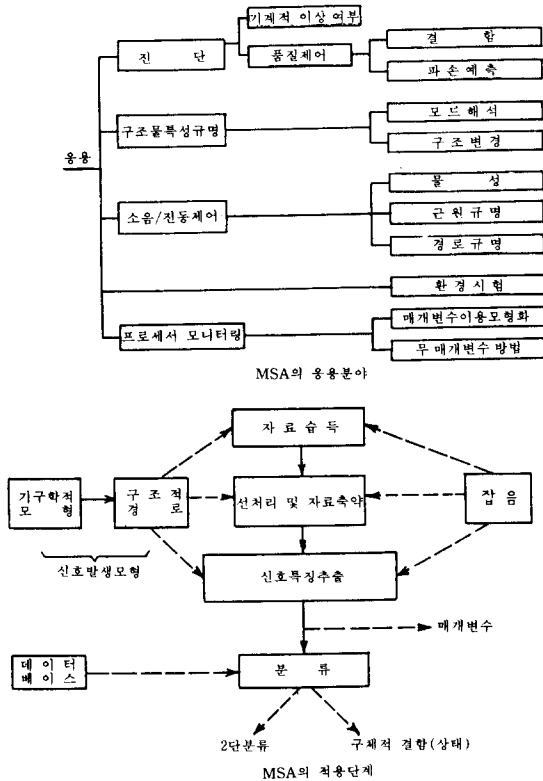 기계적 이상 여부
진 단
품질제어
결 함
파손예측
구조물특성규명
모드해석
구조변경
응용
소음/진동제어
물 성
근원규명
경로규명
환경시험
프로세서 모니터링
매개변수이용모형화
무 매개변수 방법
MSA의 응용분야
자료습득
기구학적
모 형
구조적
경 로
선처리 및 자료축약
잡 음
신호발생모형
신호특징추출
매개변수
데 이 터
베 이 스
분 류
2단분류
구체적 결함(상태)
MSA의 적용단계